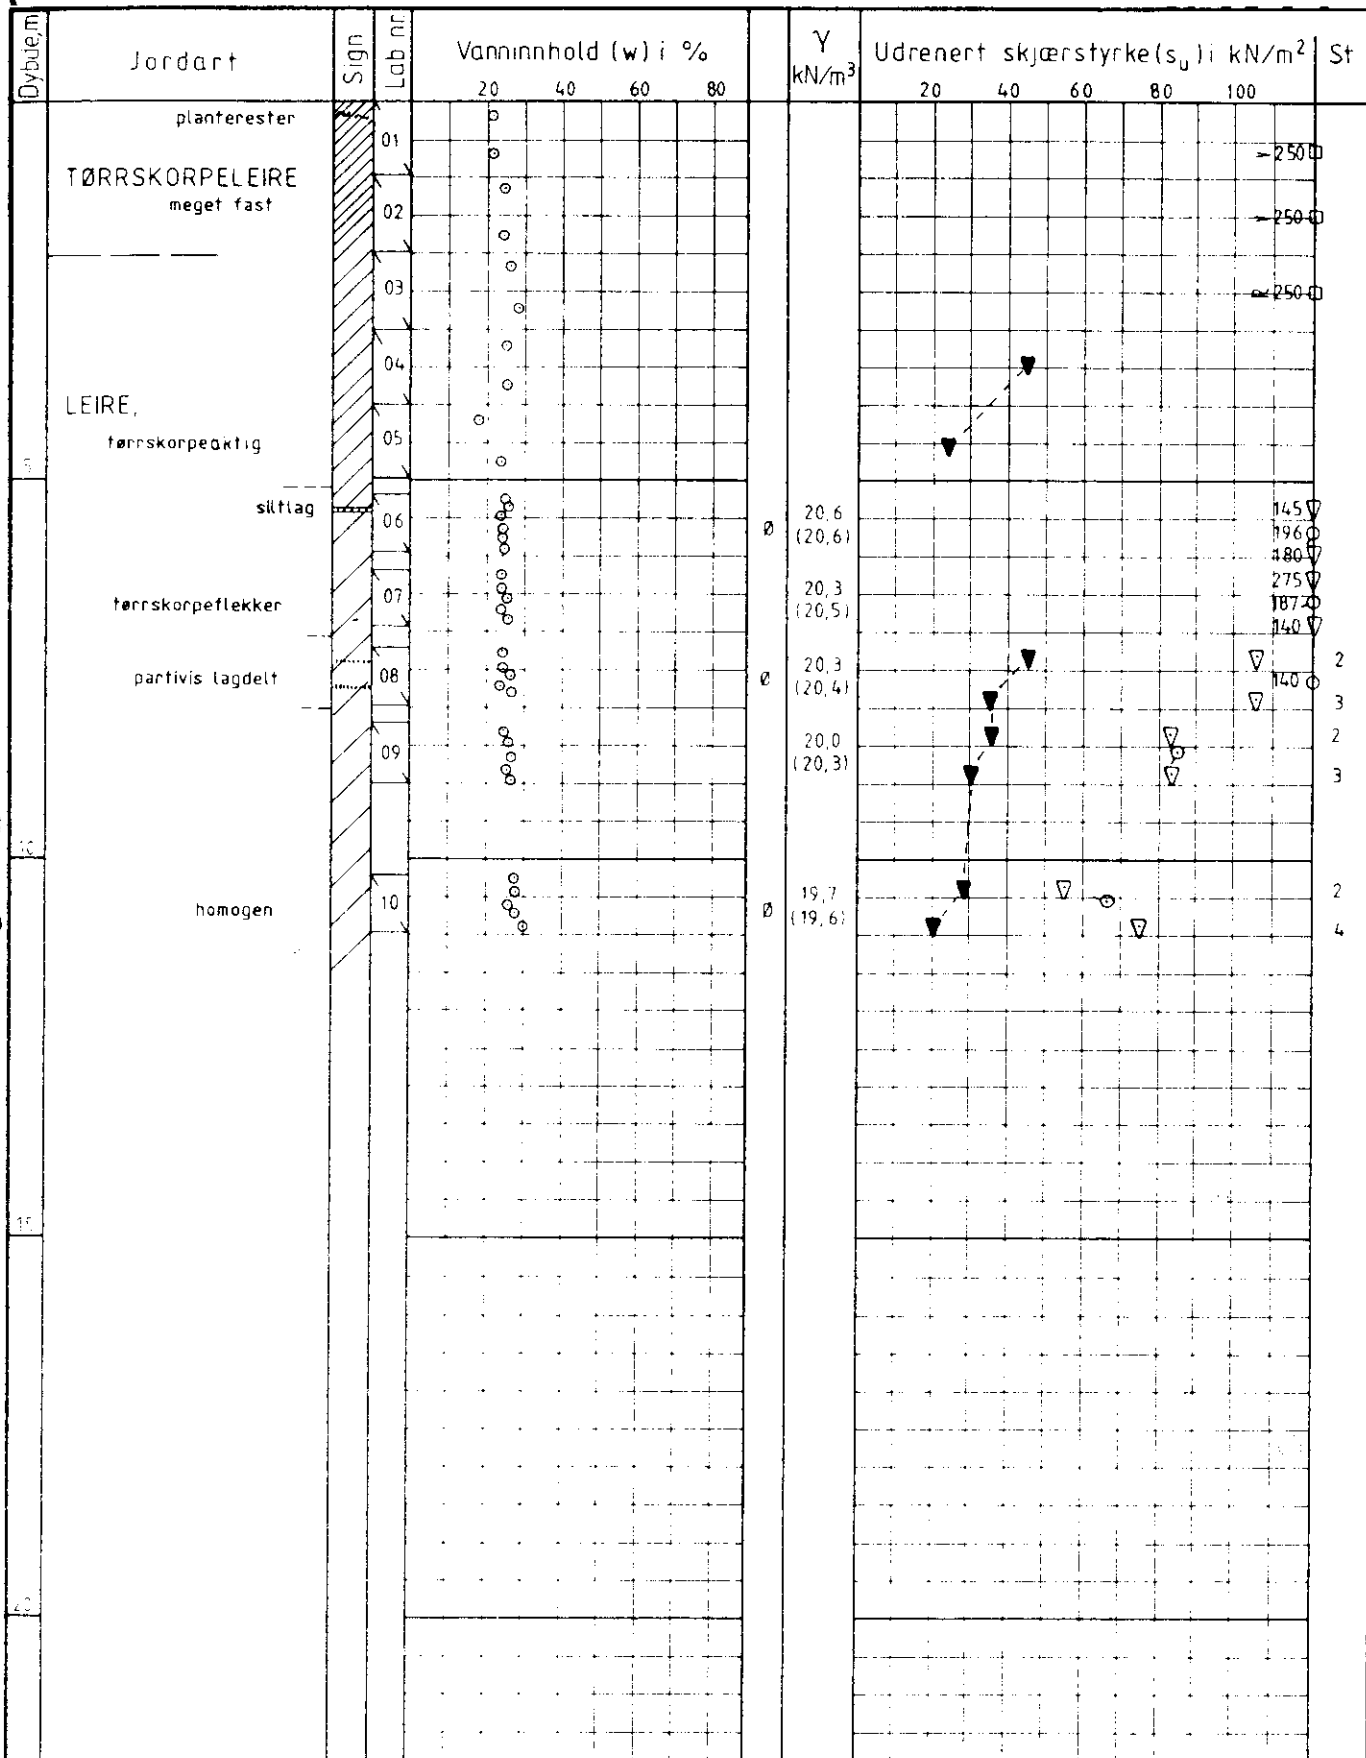 Dybde,m
Jordart
Sign
Lab nr.
Vanninnhold (w) i %
20 40 60 80
γ
kN/m³
Udrenert skjærstyrke (sᵤ) i kN/m²
20 40 60 80 100
St
planterester
01
250
TØRRSKORPELEIRE
meget fast
02
250
03
250
04
LEIRE,
tørrskorpeaktig
05
5
siltlag
06
Ø
20,6
(20,6)
145
196
180
tørrskorpeflekker
07
20,3
(20,5)
275
187
140
partivis lagdelt
08
Ø
20,3
(20,4)
140
2
3
09
20,0
(20,3)
2
3
10
homogen
10
Ø
19,7
(19,6)
2
4
15
20